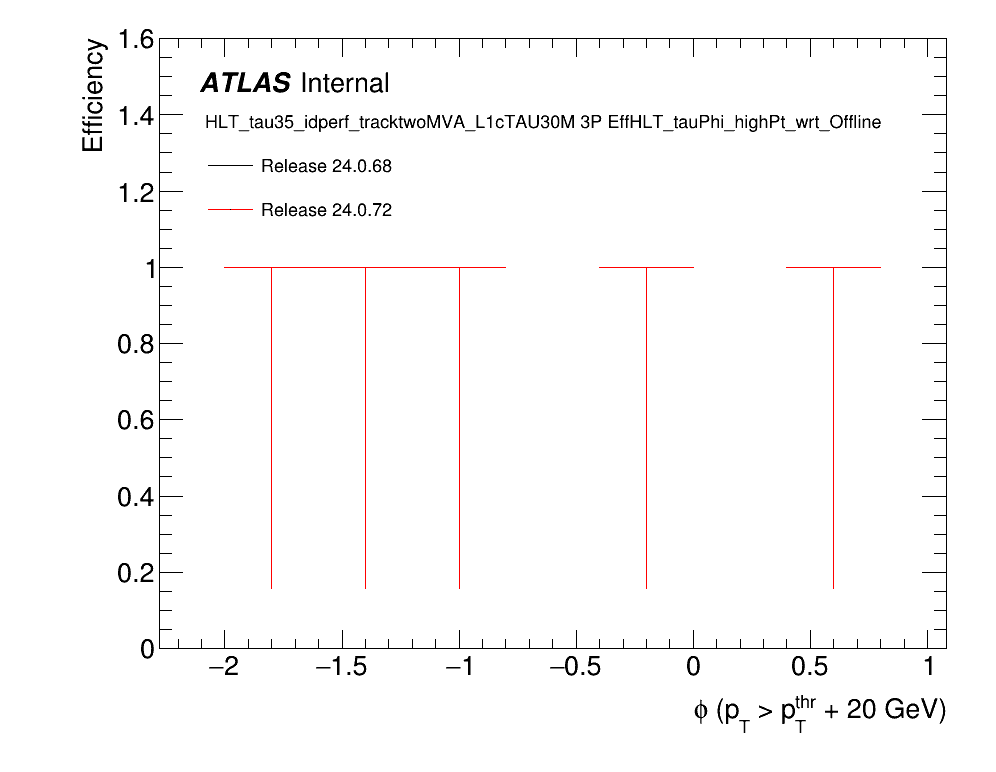 Efficiency
1.6
1.4
1.2
1
0.8
0.6
0.4
0.2
0
ATLAS Internal
HLT_tau35_idperf_tracktwoMVA_L1cTAU30M 3P EffHLT_tauPhi_highPt_wrt_Offline
Release 24.0.68
Release 24.0.72
−2 −1.5 −1 −0.5 0 0.5 1
ϕ (p_T > p_T^thr + 20 GeV)